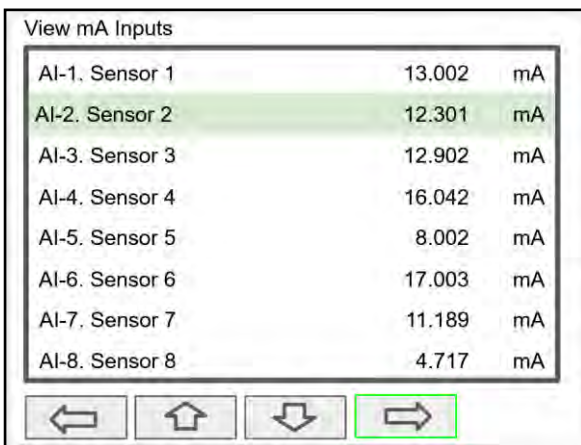 View mA Inputs
AI-1. Sensor 1 13.002 mA
AI-2. Sensor 2 12.301 mA
AI-3. Sensor 3 12.902 mA
AI-4. Sensor 4 16.042 mA
AI-5. Sensor 5 8.002 mA
AI-6. Sensor 6 17.003 mA
AI-7. Sensor 7 11.189 mA
AI-8. Sensor 8 4.717 mA